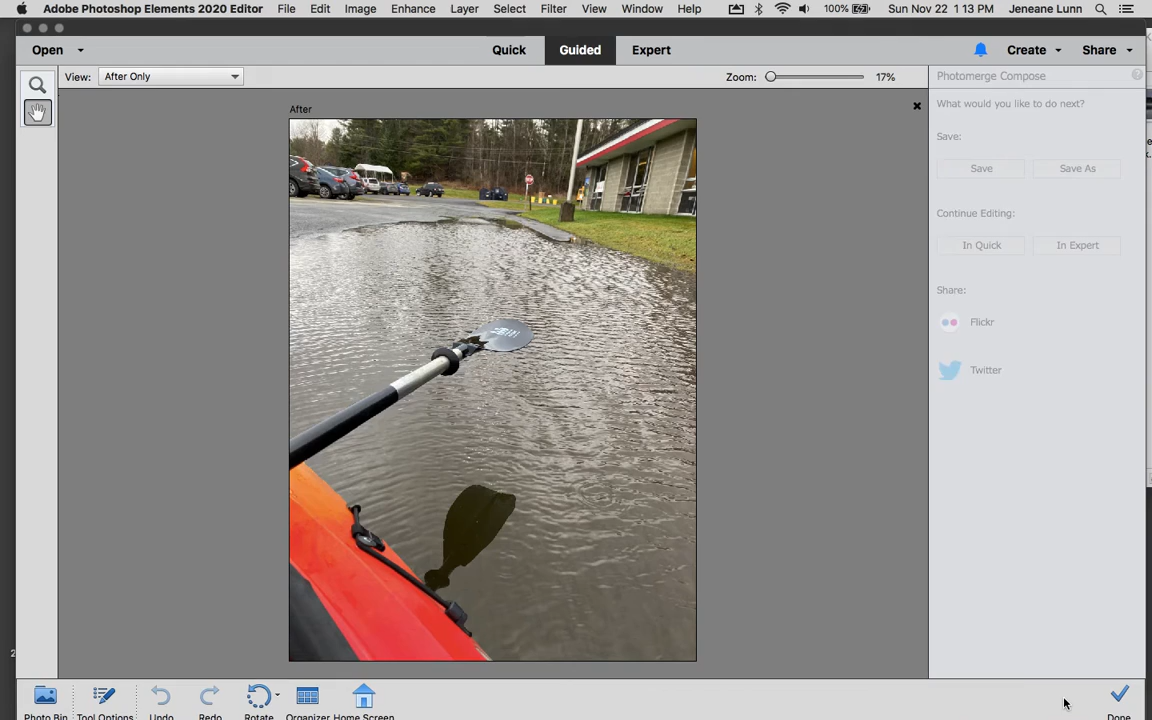 Adobe Photoshop Elements 2020 Editor File Edit Image Enhance Layer Select Filter View Window Help 100% Sun Nov 22 1:13 PM Jeneane Lunn
Open Quick Guided Expert Create Share
View: After Only Zoom: 17% Photomerge Compose
After
What would you like to do next?
Save:
Save Save As
Continue Editing:
In Quick In Expert
Share:
Flickr
Twitter
2
Photo Bin Tool Options Undo Redo Rotate Organizer Home Screen Done